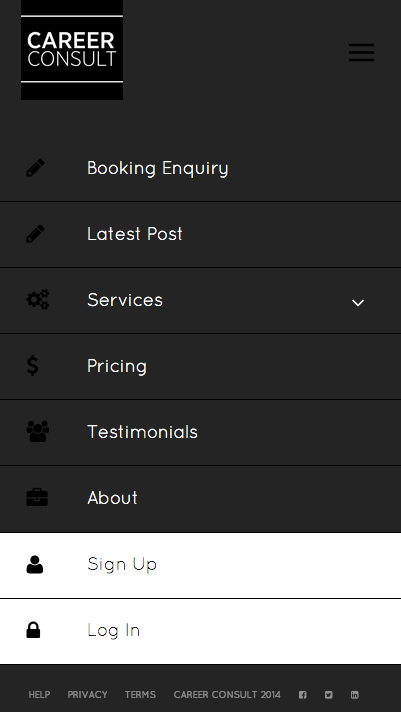 CAREER
CONSULT
Booking Enquiry
Latest Post
Services
Pricing
Testimonials
About
Sign Up
Log In
HELP PRIVACY TERMS CAREER CONSULT 2014